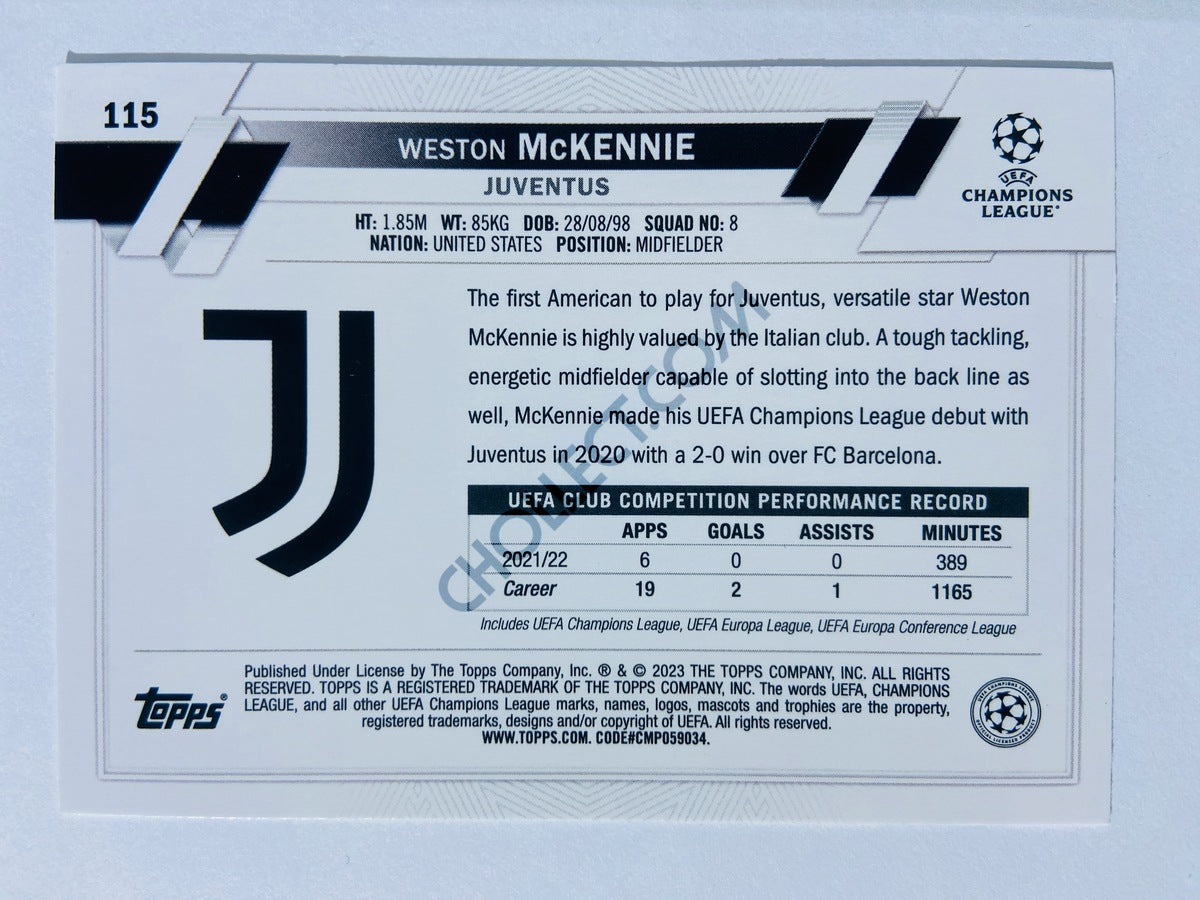 115
WESTON McKENNIE
JUVENTUS
UEFA
CHAMPIONS
LEAGUE®
HT: 1.85M WT: 85KG DOB: 28/08/98 SQUAD NO: 8
NATION: UNITED STATES POSITION: MIDFIELDER
The first American to play for Juventus, versatile star Weston
McKennie is highly valued by the Italian club. A tough tackling,
energetic midfielder capable of slotting into the back line as
well, McKennie made his UEFA Champions League debut with
Juventus in 2020 with a 2-0 win over FC Barcelona.
CHOLLECT.COM
UEFA CLUB COMPETITION PERFORMANCE RECORD
APPS GOALS ASSISTS MINUTES
2021/22 6 0 0 389
Career 19 2 1 1165
Includes UEFA Champions League, UEFA Europa League, UEFA Europa Conference League
Topps®
Published Under License by The Topps Company, Inc. ® & © 2023 THE TOPPS COMPANY, INC. ALL RIGHTS
RESERVED. TOPPS IS A REGISTERED TRADEMARK OF THE TOPPS COMPANY, INC. The words UEFA, CHAMPIONS
LEAGUE, and all other UEFA Champions League marks, names, logos, mascots and trophies are the property,
registered trademarks, designs and/or copyright of UEFA. All rights reserved.
WWW.TOPPS.COM. CODE#CMP059034.
UEFA CHAMPIONS LEAGUE
OFFICIAL LICENSED PRODUCT